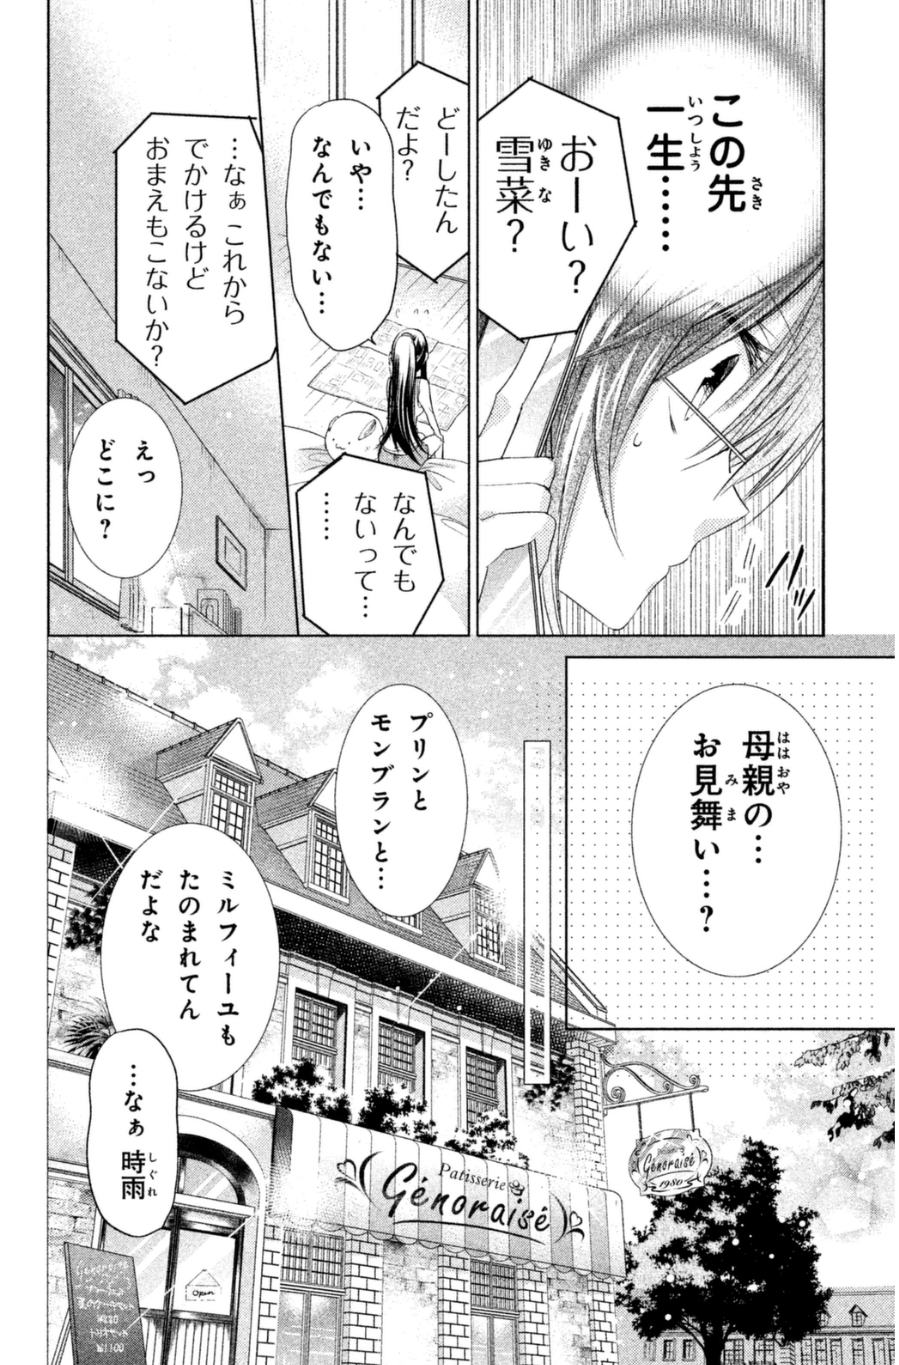 この先
一生……
おーい？
雪菜？
どーしたん
だよ？
いや…
なんでもない…
なんでも
ないって…
……
…なぁ これから
でかけるけど
おまえもこないか？
えっ
どこに？
母親の…
お見舞い…？
プリンと
モンブランと…
ミルフィーユも
たのまれてん
だよな
…なぁ 時雨
Patisserie
Génoraisé
Génoraisé
1980
open